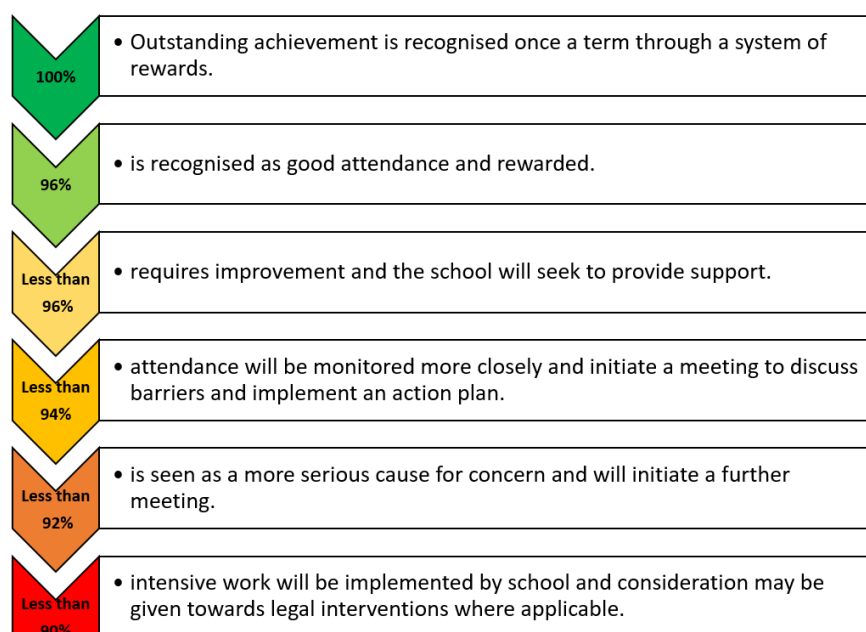 100%
• Outstanding achievement is recognised once a term through a system of
rewards.
96%
• is recognised as good attendance and rewarded.
Less than
96%
• requires improvement and the school will seek to provide support.
Less than
94%
• attendance will be monitored more closely and initiate a meeting to discuss
barriers and implement an action plan.
Less than
92%
• is seen as a more serious cause for concern and will initiate a further
meeting.
Less than
90%
• intensive work will be implemented by school and consideration may be
given towards legal interventions where applicable.